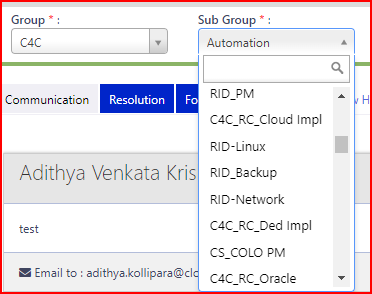 Group * :
Sub Group * :
C4C
Automation
RID_PM
C4C_RC_Cloud Impl
RID-Linux
RID_Backup
RID-Network
C4C_RC_Ded Impl
CS_COLO PM
C4C_RC_Oracle
Communication
Resolution
Adithya Venkata Kris
test
Email to : adithya.kollipara@clo